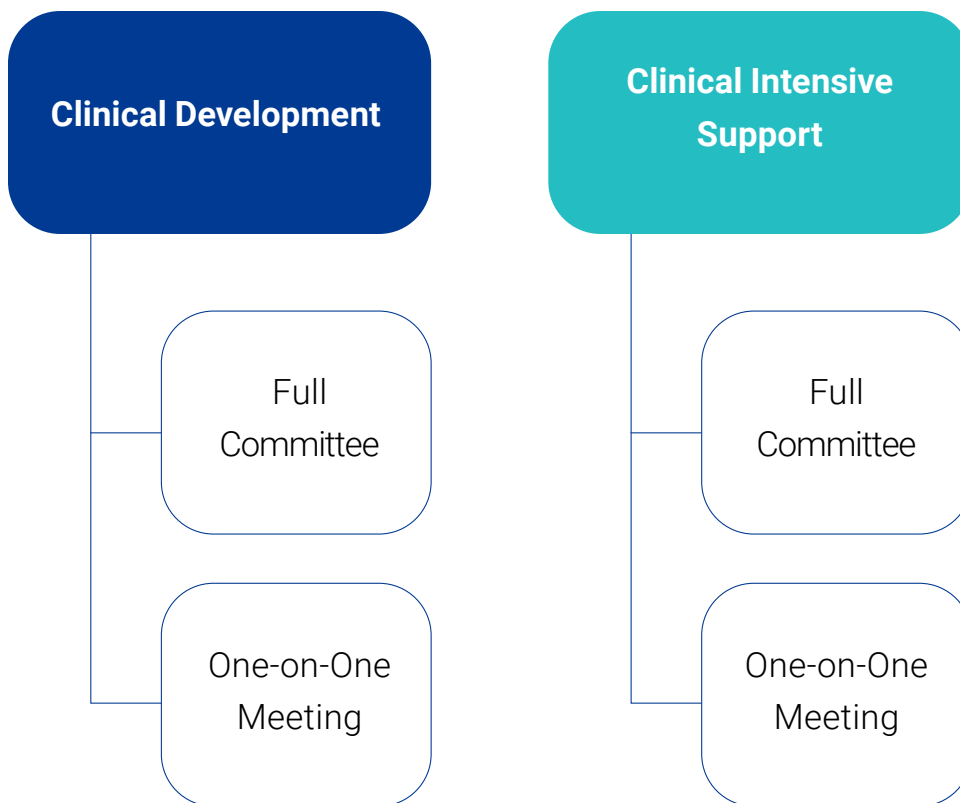 Clinical Development
Full
Committee
One-on-One
Meeting
Clinical Intensive
Support
Full
Committee
One-on-One
Meeting